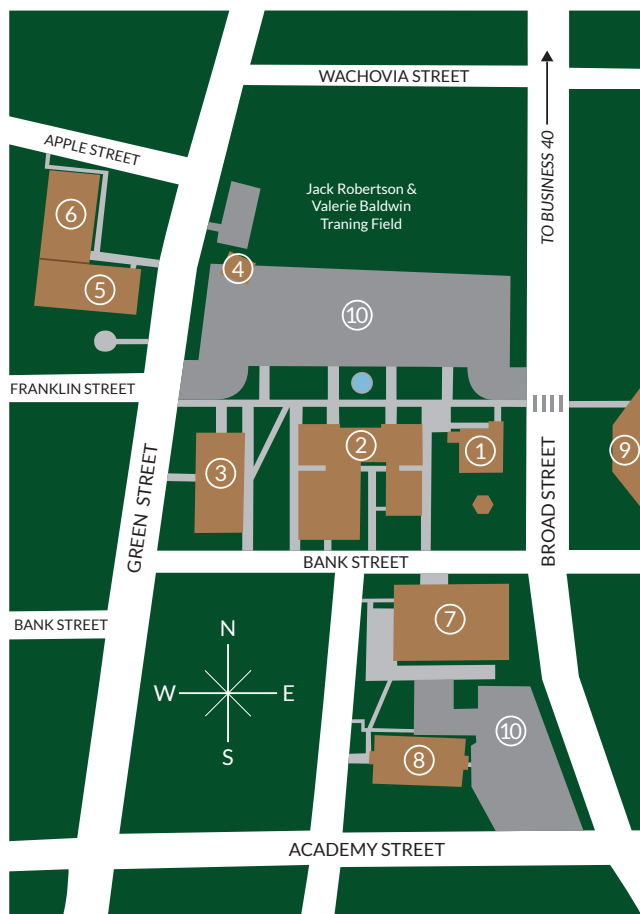 WACHOVIA STREET
TO BUSINESS 40
APPLE STREET
Jack Robertson &
Valerie Baldwin
Traning Field
6
4
5
10
FRANKLIN STREET
3
2
1
9
GREEN STREET
BROAD STREET
BANK STREET
7
BANK STREET
N
W
E
S
10
8
ACADEMY STREET